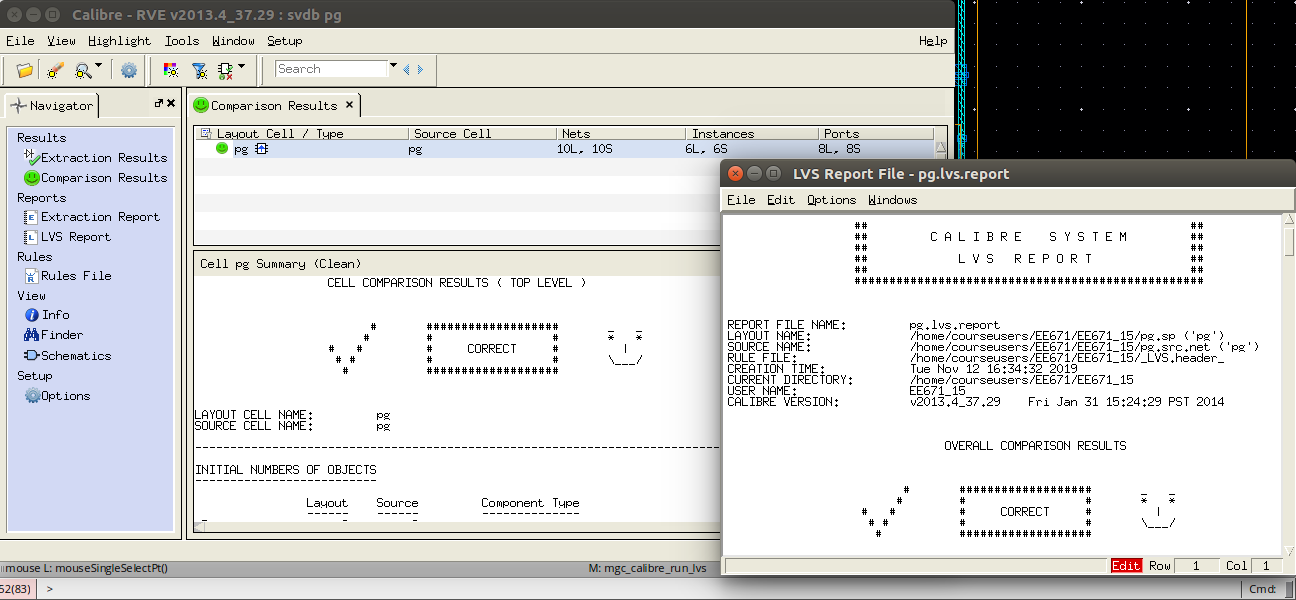 Calibre - RVE v2013.4_37.29 : svdb pg
File View Highlight Tools Window Setup Help
Search
Navigator
Results
Extraction Results
Comparison Results
Reports
Extraction Report
LVS Report
Rules
Rules File
View
Info
Finder
Schematics
Setup
Options
Comparison Results
Layout Cell / Type Source Cell Nets Instances Ports
pg pg 10L, 10S 6L, 6S 8L, 8S
Cell pg Summary (Clean)
CELL COMPARISON RESULTS ( TOP LEVEL )
CORRECT
LAYOUT CELL NAME: pg
SOURCE CELL NAME: pg
INITIAL NUMBERS OF OBJECTS
Layout Source Component Type
LVS Report File - pg.lvs.report
File Edit Options Windows
C A L I B R E S Y S T E M
L V S R E P O R T
REPORT FILE NAME: pg.lvs.report
LAYOUT NAME: /home/courseusers/EE671/EE671_15/pg.sp ('pg')
SOURCE NAME: /home/courseusers/EE671/EE671_15/pg.src.net ('pg')
RULE FILE: /home/courseusers/EE671/EE671_15/_LVS.header_
CREATION TIME: Tue Nov 12 16:34:32 2019
CURRENT DIRECTORY: /home/courseusers/EE671/EE671_15
USER NAME: EE671_15
CALIBRE VERSION: v2013.4_37.29 Fri Jan 31 15:24:29 PST 2014
OVERALL COMPARISON RESULTS
CORRECT
Edit Row 1 Col 1
mouse L: mouseSingleSelectPt() M: mgc_calibre_run_lvs
52(83) > Cmd: